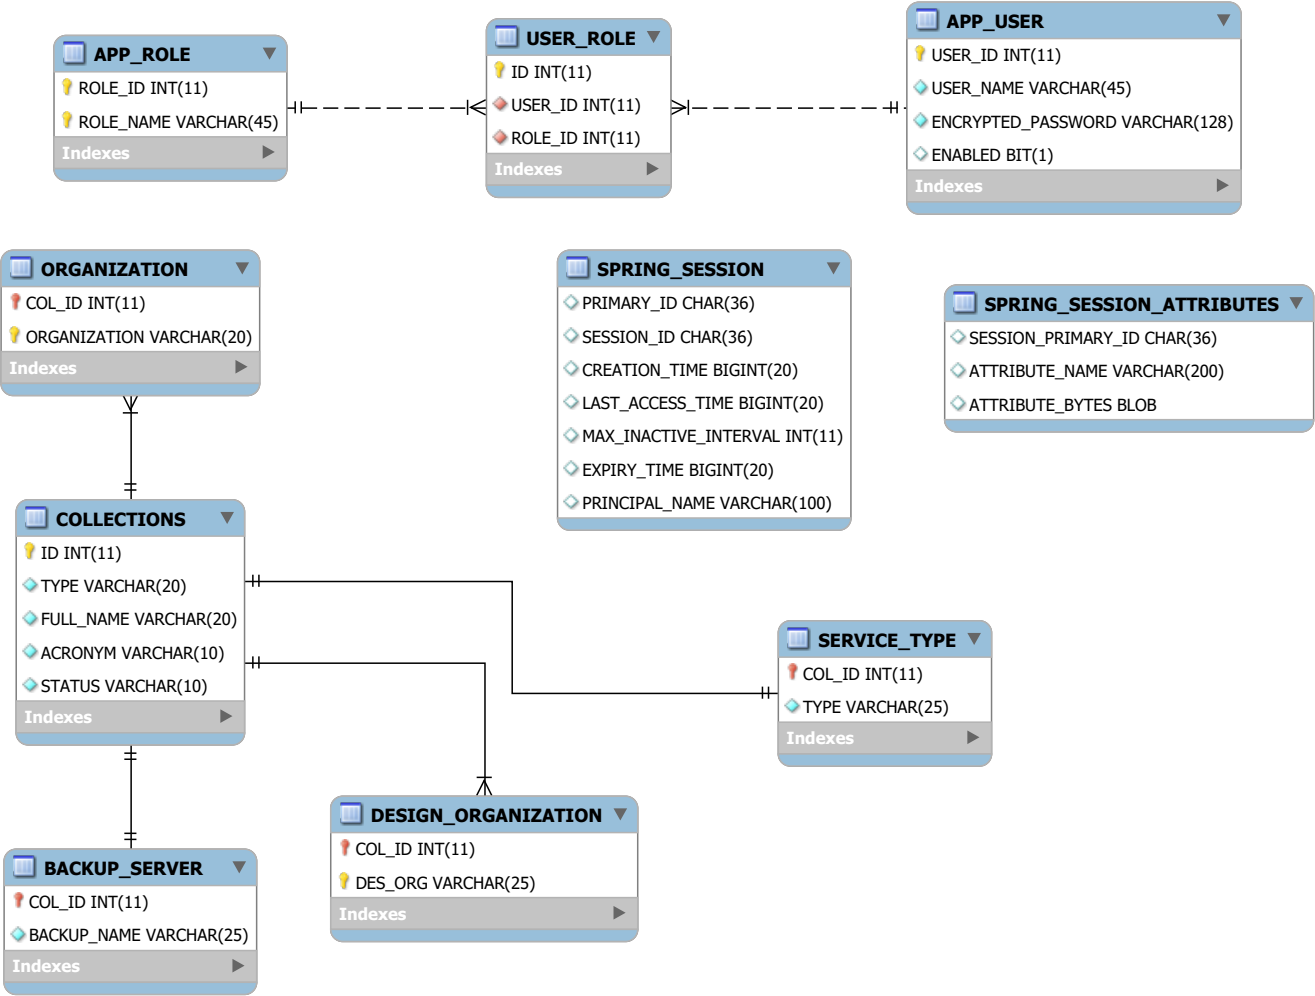 APP_ROLE
ROLE_ID INT(11)
ROLE_NAME VARCHAR(45)
Indexes
USER_ROLE
ID INT(11)
USER_ID INT(11)
ROLE_ID INT(11)
Indexes
APP_USER
USER_ID INT(11)
USER_NAME VARCHAR(45)
ENCRYPTED_PASSWORD VARCHAR(128)
ENABLED BIT(1)
Indexes
ORGANIZATION
COL_ID INT(11)
ORGANIZATION VARCHAR(20)
Indexes
SPRING_SESSION
PRIMARY_ID CHAR(36)
SESSION_ID CHAR(36)
CREATION_TIME BIGINT(20)
LAST_ACCESS_TIME BIGINT(20)
MAX_INACTIVE_INTERVAL INT(11)
EXPIRY_TIME BIGINT(20)
PRINCIPAL_NAME VARCHAR(100)
SPRING_SESSION_ATTRIBUTES
SESSION_PRIMARY_ID CHAR(36)
ATTRIBUTE_NAME VARCHAR(200)
ATTRIBUTE_BYTES BLOB
COLLECTIONS
ID INT(11)
TYPE VARCHAR(20)
FULL_NAME VARCHAR(20)
ACRONYM VARCHAR(10)
STATUS VARCHAR(10)
Indexes
SERVICE_TYPE
COL_ID INT(11)
TYPE VARCHAR(25)
Indexes
DESIGN_ORGANIZATION
COL_ID INT(11)
DES_ORG VARCHAR(25)
Indexes
BACKUP_SERVER
COL_ID INT(11)
BACKUP_NAME VARCHAR(25)
Indexes